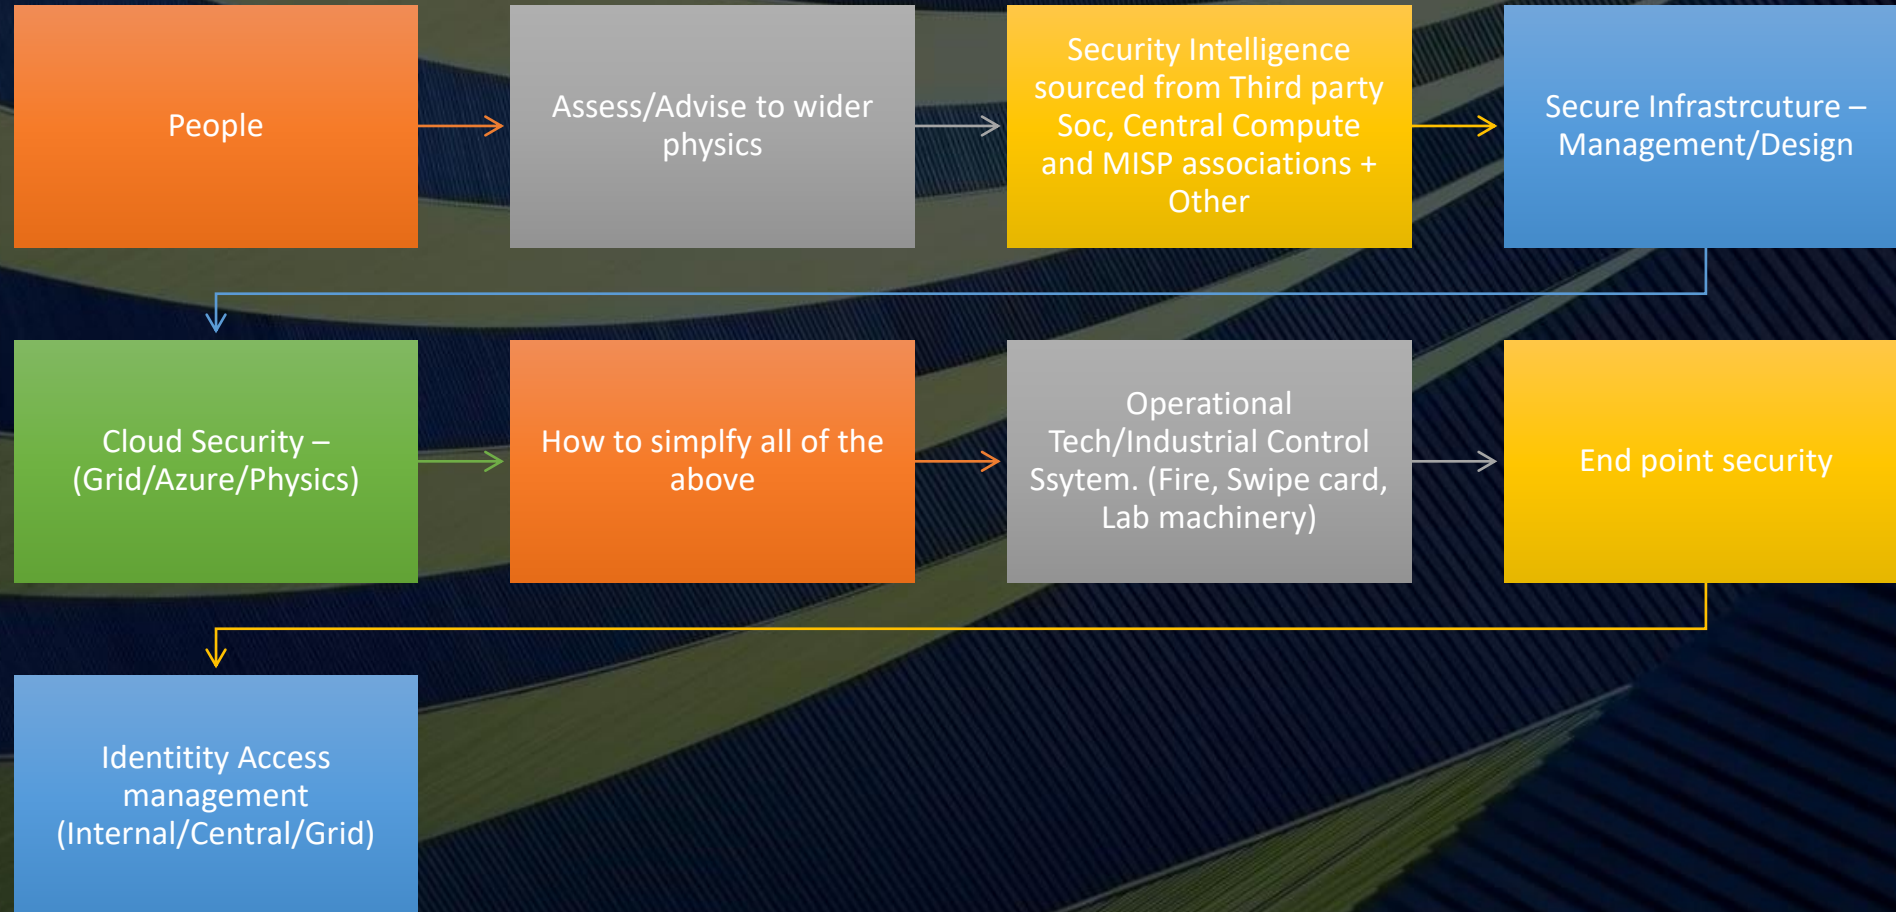 People
Assess/Advise to wider
physics
Security Intelligence
sourced from Third party
Soc, Central Compute
and MISP associations +
Other
Secure Infrastrcuture –
Management/Design
Cloud Security –
(Grid/Azure/Physics)
How to simplfy all of the
above
Operational
Tech/Industrial Control
Ssytem. (Fire, Swipe card,
Lab machinery)
End point security
Identitity Access
management
(Internal/Central/Grid)